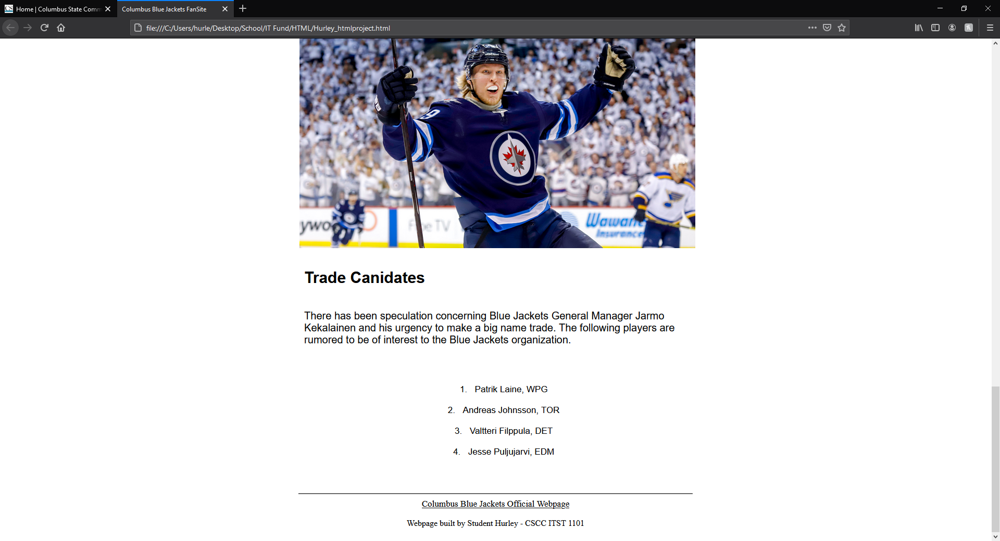 Home | Columbus State Comm
Columbus Blue Jackets FanSite
file:///C:/Users/hurle/Desktop/School/IT Fund/HTML/Hurley_htmlproject.html
Wawane
Insurance
TV
Trade Canidates
There has been speculation concerning Blue Jackets General Manager Jarmo
Kekalainen and his urgency to make a big name trade. The following players are
rumored to be of interest to the Blue Jackets organization.
1. Patrik Laine, WPG
2. Andreas Johnsson, TOR
3. Valtteri Filppula, DET
4. Jesse Puljujarvi, EDM
Columbus Blue Jackets Official Webpage
Webpage built by Student Hurley - CSCC ITST 1101